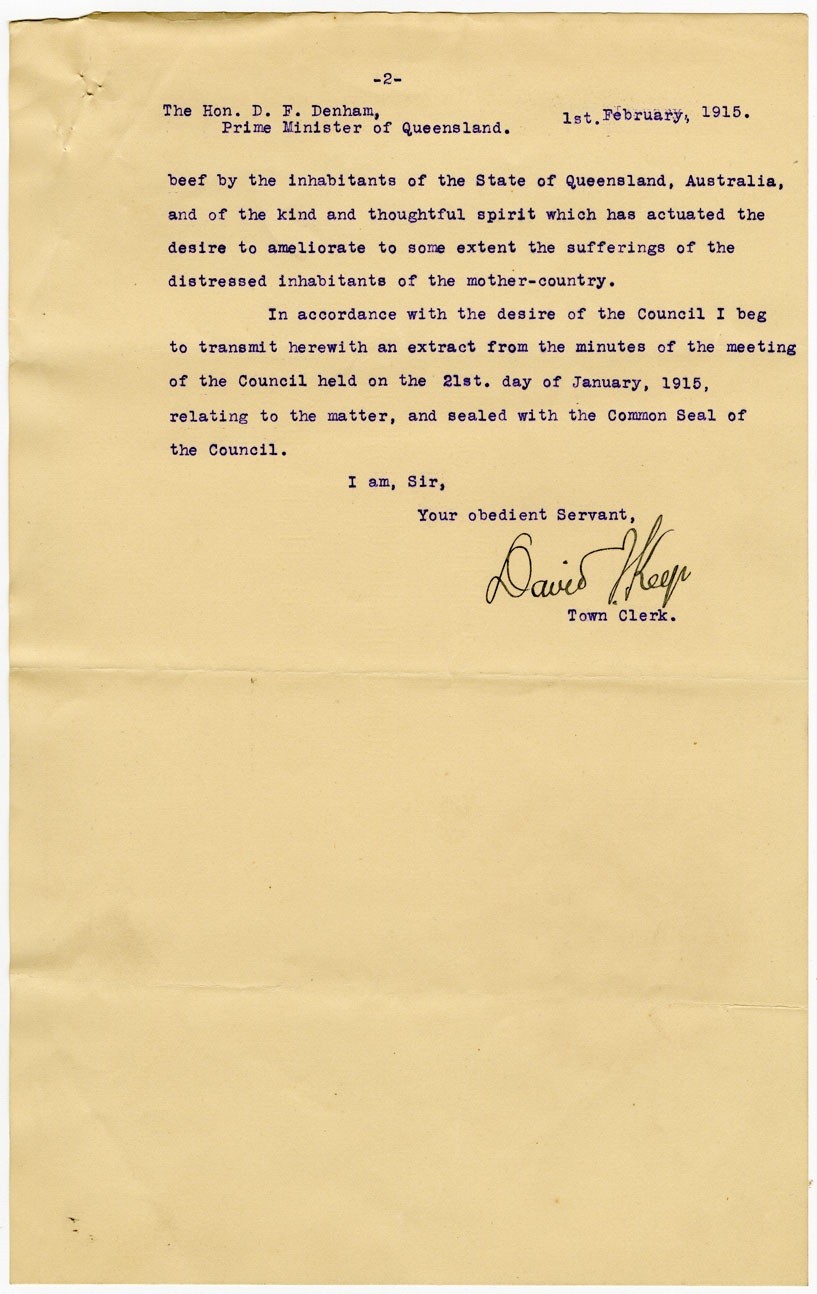 -2-
The Hon. D. F. Denham,
Prime Minister of Queensland.
1st. February, 1915.
beef by the inhabitants of the State of Queensland, Australia,
and of the kind and thoughtful spirit which has actuated the
desire to ameliorate to some extent the sufferings of the
distressed inhabitants of the mother-country.
In accordance with the desire of the Council I beg
to transmit herewith an extract from the minutes of the meeting
of the Council held on the 21st. day of January, 1915,
relating to the matter, and sealed with the Common Seal of
the Council.
I am, Sir,
Your obedient Servant,
David J Keep
Town Clerk.